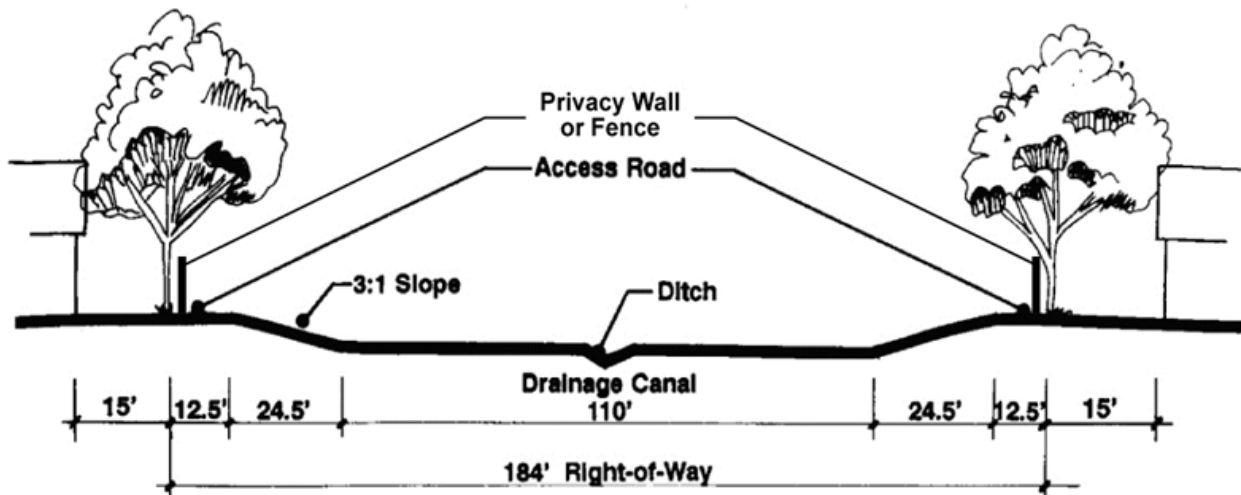 Privacy Wall
or Fence
Access Road
3:1 Slope
Ditch
Drainage Canal
15' 12.5' 24.5' 110' 24.5' 12.5' 15'
184' Right-of-Way